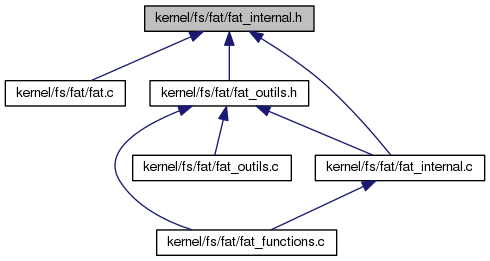 kernel/fs/fat/fat_internal.h
kernel/fs/fat/fat.c
kernel/fs/fat/fat_outils.h
kernel/fs/fat/fat_outils.c
kernel/fs/fat/fat_internal.c
kernel/fs/fat/fat_functions.c